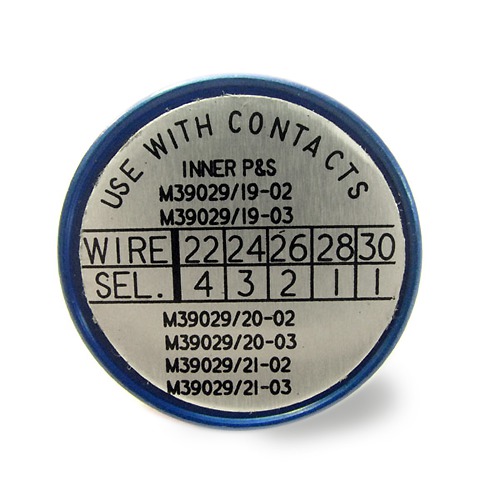 USE WITH CONTACTS
INNER P&S
M39029/19-02
M39029/19-03
WIRE 22 24 26 28 30
SEL. 4 3 2 1 1
M39029/20-02
M39029/20-03
M39029/21-02
M39029/21-03